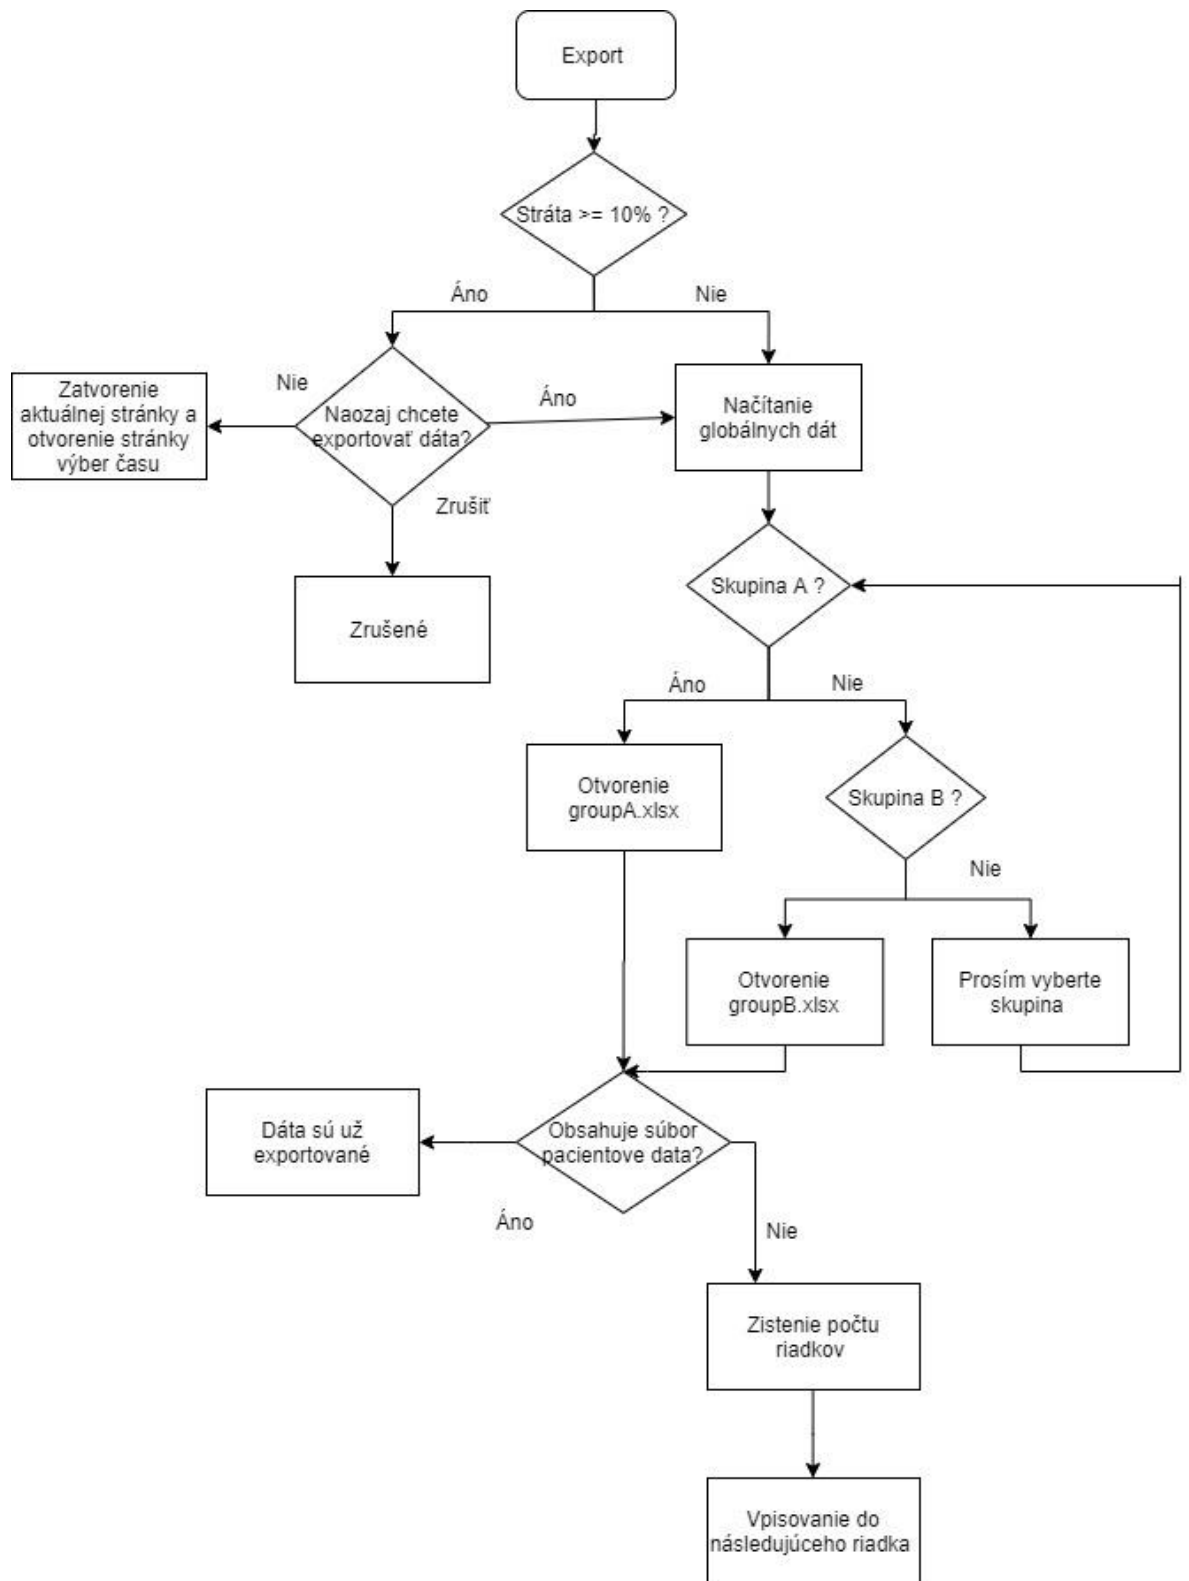 Export
Stráta >= 10% ?
Áno
Nie
Zatvorenie
aktuálnej stránky a
otvorenie stránky
výber času
Nie
Naozaj chcete
exportovať dáta?
Áno
Načítanie
globálnych dát
Zrušiť
Zrušené
Skupina A ?
Áno
Nie
Otvorenie
groupA.xlsx
Skupina B ?
Nie
Otvorenie
groupB.xlsx
Prosím vyberte
skupina
Dáta sú už
exportované
Obsahuje súbor
pacientove data?
Áno
Nie
Zistenie počtu
riadkov
Vpisovanie do
následujúceho riadka